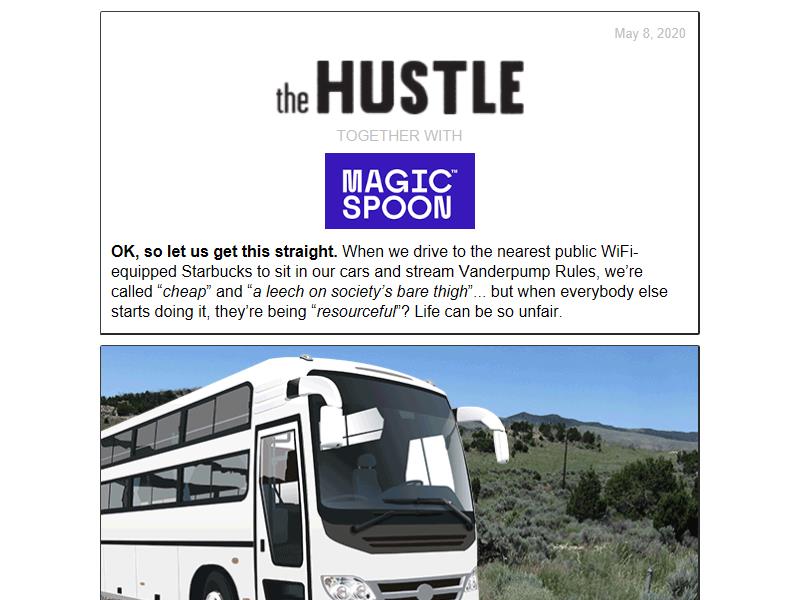 May 8, 2020
the HUSTLE
TOGETHER WITH
MAGIC™
SPOON
OK, so let us get this straight. When we drive to the nearest public WiFi-
equipped Starbucks to sit in our cars and stream Vanderpump Rules, we’re
called “cheap” and “a leech on society’s bare thigh”... but when everybody else
starts doing it, they’re being “resourceful”? Life can be so unfair.